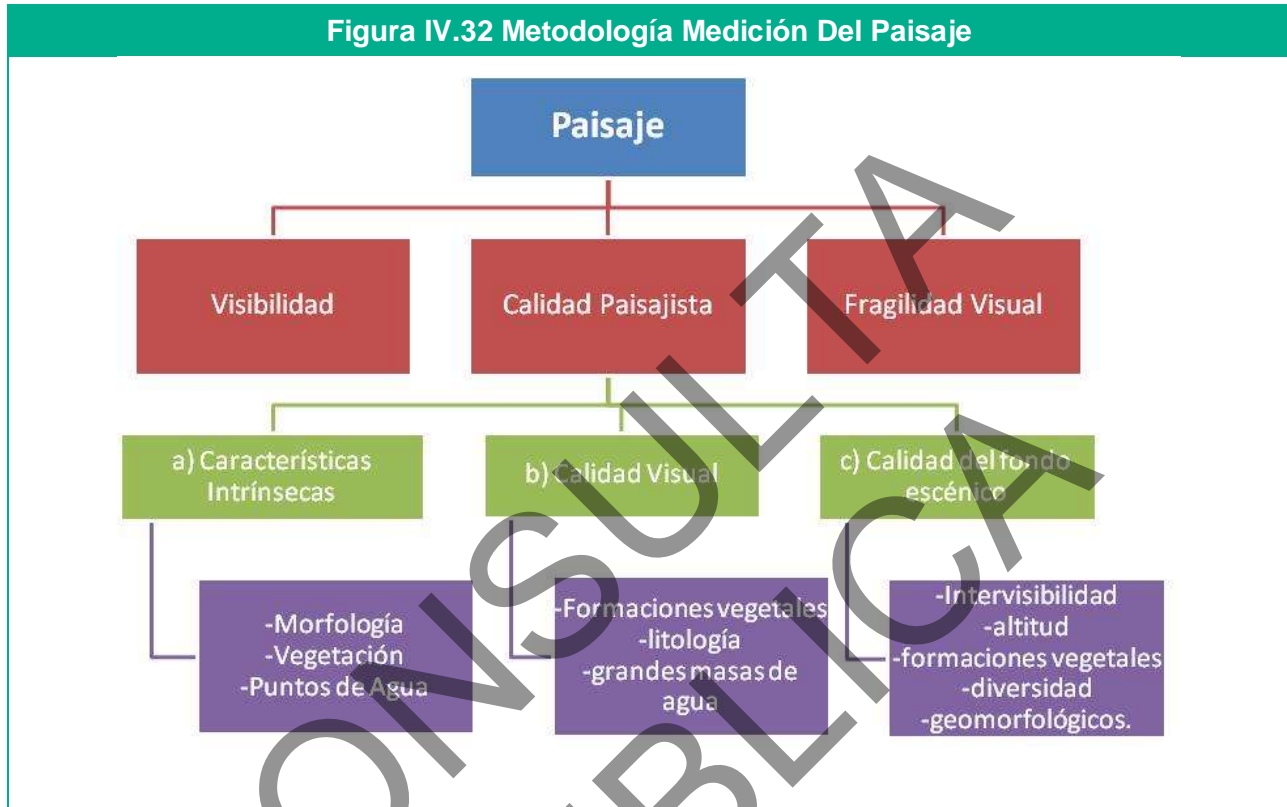 Figura IV.32 Metodología Medición Del Paisaje
Paisaje
Visibilidad
Calidad Paisajista
Fragilidad Visual
a) Características
Intrínsecas
b) Calidad Visual
c) Calidad del fondo
escénico
-Morfología
-Vegetación
-Puntos de Agua
-Formaciones vegetales
-litología
-grandes masas de
agua
-Intervisibilidad
-altitud
-formaciones vegetales
-diversidad
-geomorfológicos.
ONSULTA
BLICA